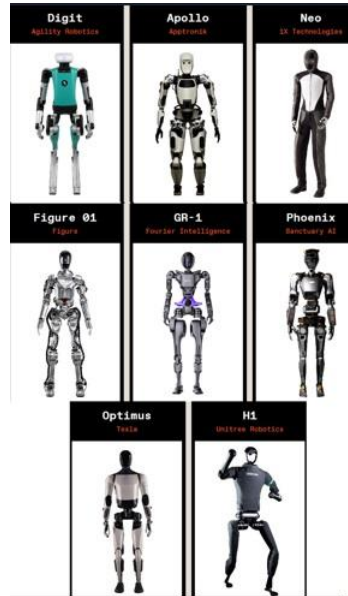 Digit
Agility Robotics
Apollo
Apptronik
Neo
1X Technologies
Figure 01
Figure
GR-1
Fourier Intelligence
Phoenix
Sanctuary AI
Optimus
Tesla
H1
Unitree Robotics